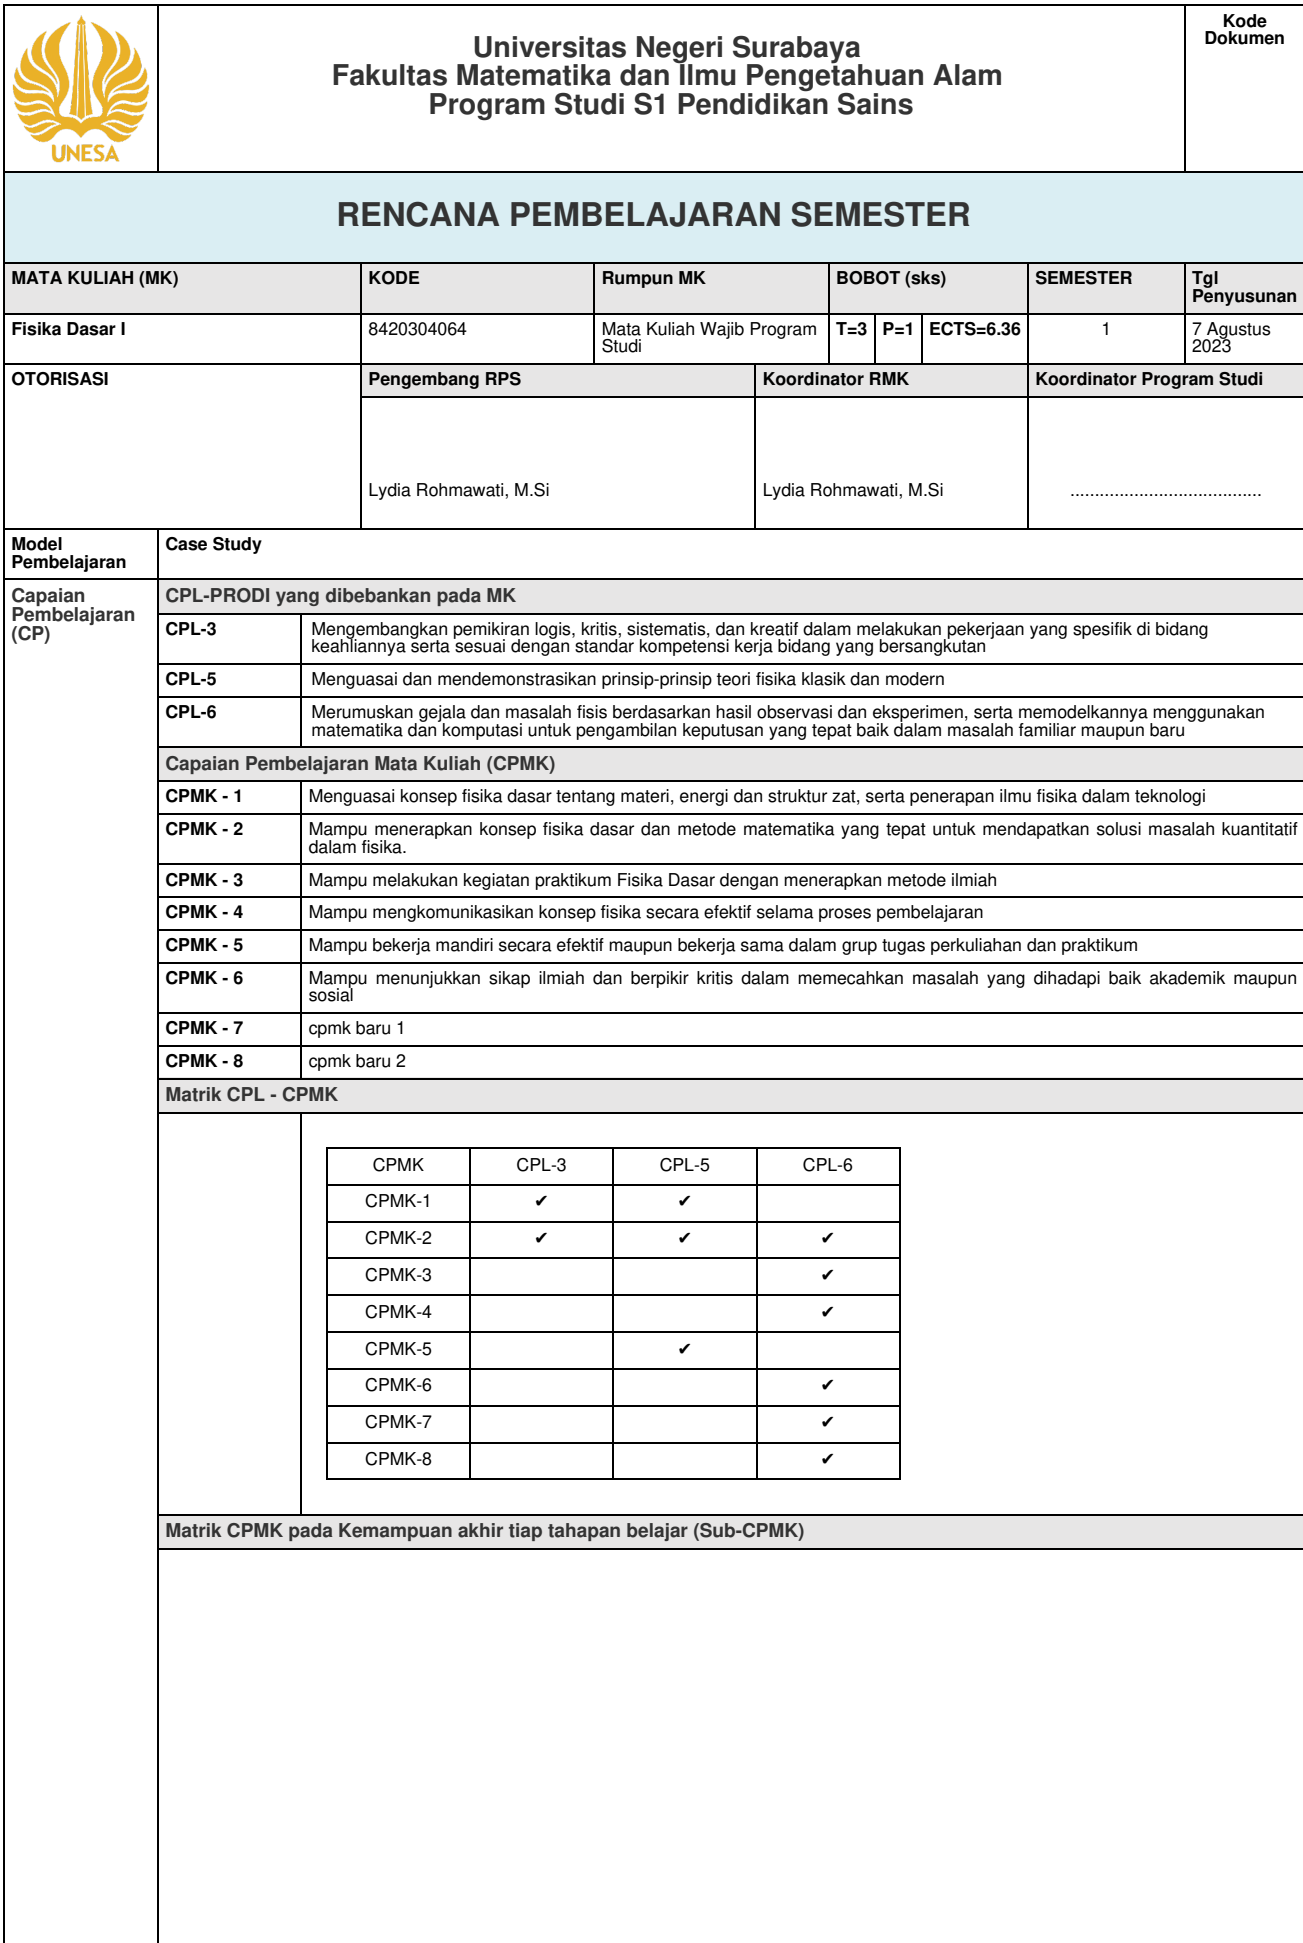 UNESA
Universitas Negeri Surabaya
Fakultas Matematika dan Ilmu Pengetahuan Alam
Program Studi S1 Pendidikan Sains
Kode
Dokumen
RENCANA PEMBELAJARAN SEMESTER
MATA KULIAH (MK) KODE Rumpun MK BOBOT (sks) SEMESTER Tgl
Penyusunan
Fisika Dasar I 8420304064 Mata Kuliah Wajib Program
Studi
T=3 P=1 ECTS=6.36 1 7 Agustus
2023
OTORISASI Pengembang RPS Koordinator RMK Koordinator Program Studi
Lydia Rohmawati, M.Si Lydia Rohmawati, M.Si .......................................
Model
Pembelajaran
Case Study
Capaian
Pembelajaran
(CP)
CPL-PRODI yang dibebankan pada MK
CPL-3 Mengembangkan pemikiran logis, kritis, sistematis, dan kreatif dalam melakukan pekerjaan yang spesifik di bidang
keahliannya serta sesuai dengan standar kompetensi kerja bidang yang bersangkutan
CPL-5 Menguasai dan mendemonstrasikan prinsip-prinsip teori fisika klasik dan modern
CPL-6 Merumuskan gejala dan masalah fisis berdasarkan hasil observasi dan eksperimen, serta memodelkannya menggunakan
matematika dan komputasi untuk pengambilan keputusan yang tepat baik dalam masalah familiar maupun baru
Capaian Pembelajaran Mata Kuliah (CPMK)
CPMK - 1 Menguasai konsep fisika dasar tentang materi, energi dan struktur zat, serta penerapan ilmu fisika dalam teknologi
CPMK - 2 Mampu menerapkan konsep fisika dasar dan metode matematika yang tepat untuk mendapatkan solusi masalah kuantitatif
dalam fisika.
CPMK - 3 Mampu melakukan kegiatan praktikum Fisika Dasar dengan menerapkan metode ilmiah
CPMK - 4 Mampu mengkomunikasikan konsep fisika secara efektif selama proses pembelajaran
CPMK - 5 Mampu bekerja mandiri secara efektif maupun bekerja sama dalam grup tugas perkuliahan dan praktikum
CPMK - 6 Mampu menunjukkan sikap ilmiah dan berpikir kritis dalam memecahkan masalah yang dihadapi baik akademik maupun
sosial
CPMK - 7 cpmk baru 1
CPMK - 8 cpmk baru 2
Matrik CPL - CPMK
CPMK CPL-3 CPL-5 CPL-6
CPMK-1 ✔ ✔
CPMK-2 ✔ ✔ ✔
CPMK-3 ✔
CPMK-4 ✔
CPMK-5 ✔
CPMK-6 ✔
CPMK-7 ✔
CPMK-8 ✔
Matrik CPMK pada Kemampuan akhir tiap tahapan belajar (Sub-CPMK)